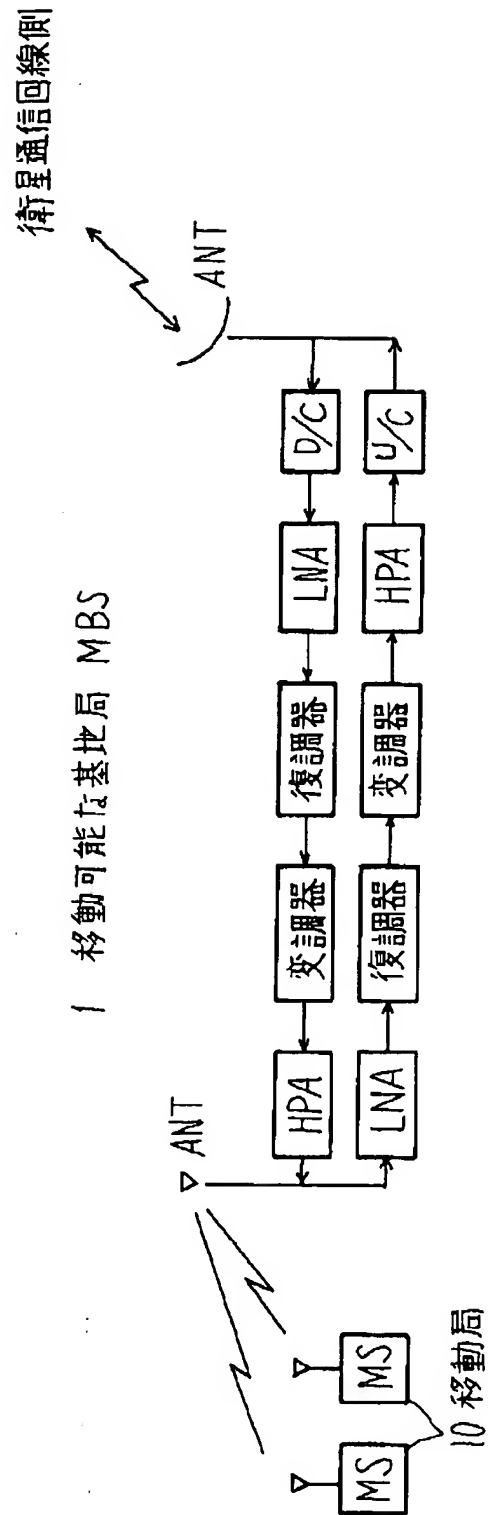 衛星通信回線側
1 移動可能な基地局 MBS
ANT
ANT
HPA
変調器
復調器
LNA
D/C
LNA
復調器
変調器
HPA
U/C
MS
MS
10 移動局